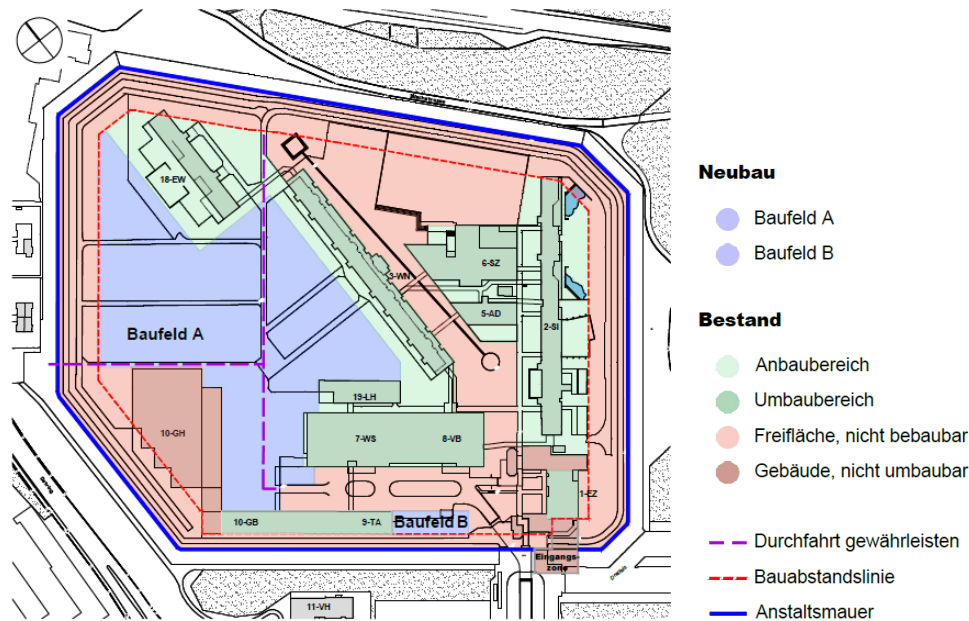 18-EW
3-WN
6-SZ
5-AD
2-SI
Baufeld A
19-LH
10-GH
7-WS
8-VB
1-EZ
10-GB
9-TA
Baufeld B
Eingangs-
zone
11-VH
Neubau
Baufeld A
Baufeld B
Bestand
Anbaubereich
Umbaubereich
Freifläche, nicht bebaubar
Gebäude, nicht umbaubar
Durchfahrt gewährleisten
Bauabstandslinie
Anstaltsmauer